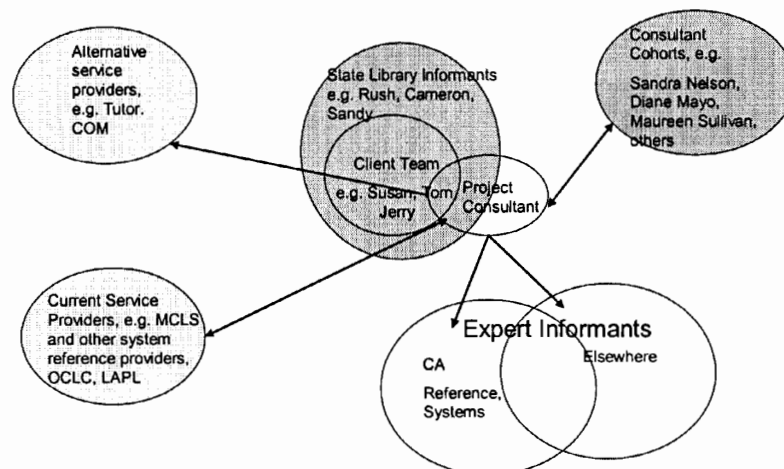 Alternative
service
providers,
e.g. Tutor.
COM
State Library Informants
e.g. Rush, Cameron,
Sandy
Client Team
e.g. Susan, Tom
Jerry
Project
Consultant
Consultant
Cohorts, e.g.
Sandra Nelson,
Diane Mayo,
Maureen Sullivan,
others
Current Service
Providers, e.g. MCLS
and other system
reference providers,
OCLC, LAPL
Expert Informants
Elsewhere
CA
Reference,
Systems